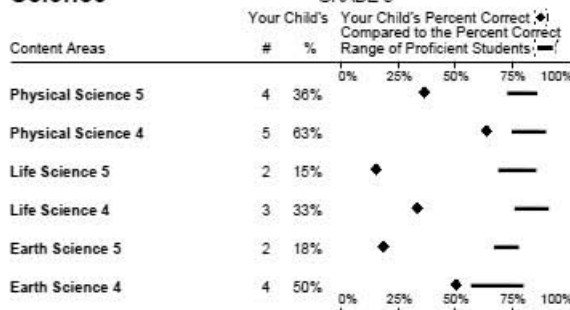 Your Child's Your Child's Percent Correct
Compared to the Percent Correct
Content Areas # % Range of Proficient Students
0% 25% 50% 75% 100%
Physical Science 5 4 36%
Physical Science 4 5 63%
Life Science 5 2 15%
Life Science 4 3 33%
Earth Science 5 2 18%
Earth Science 4 4 50%
0% 25% 50% 75% 100%